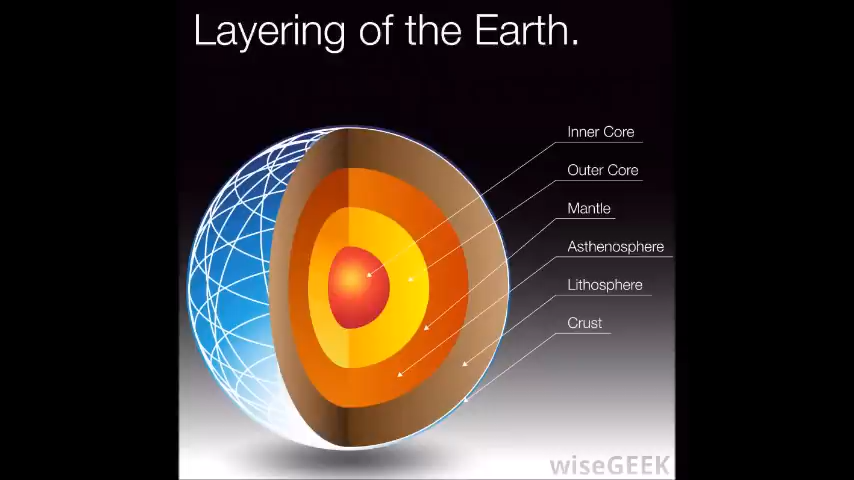 Layering of the Earth.
Inner Core
Outer Core
Mantle
Asthenosphere
Lithosphere
Crust
wiseGEEK